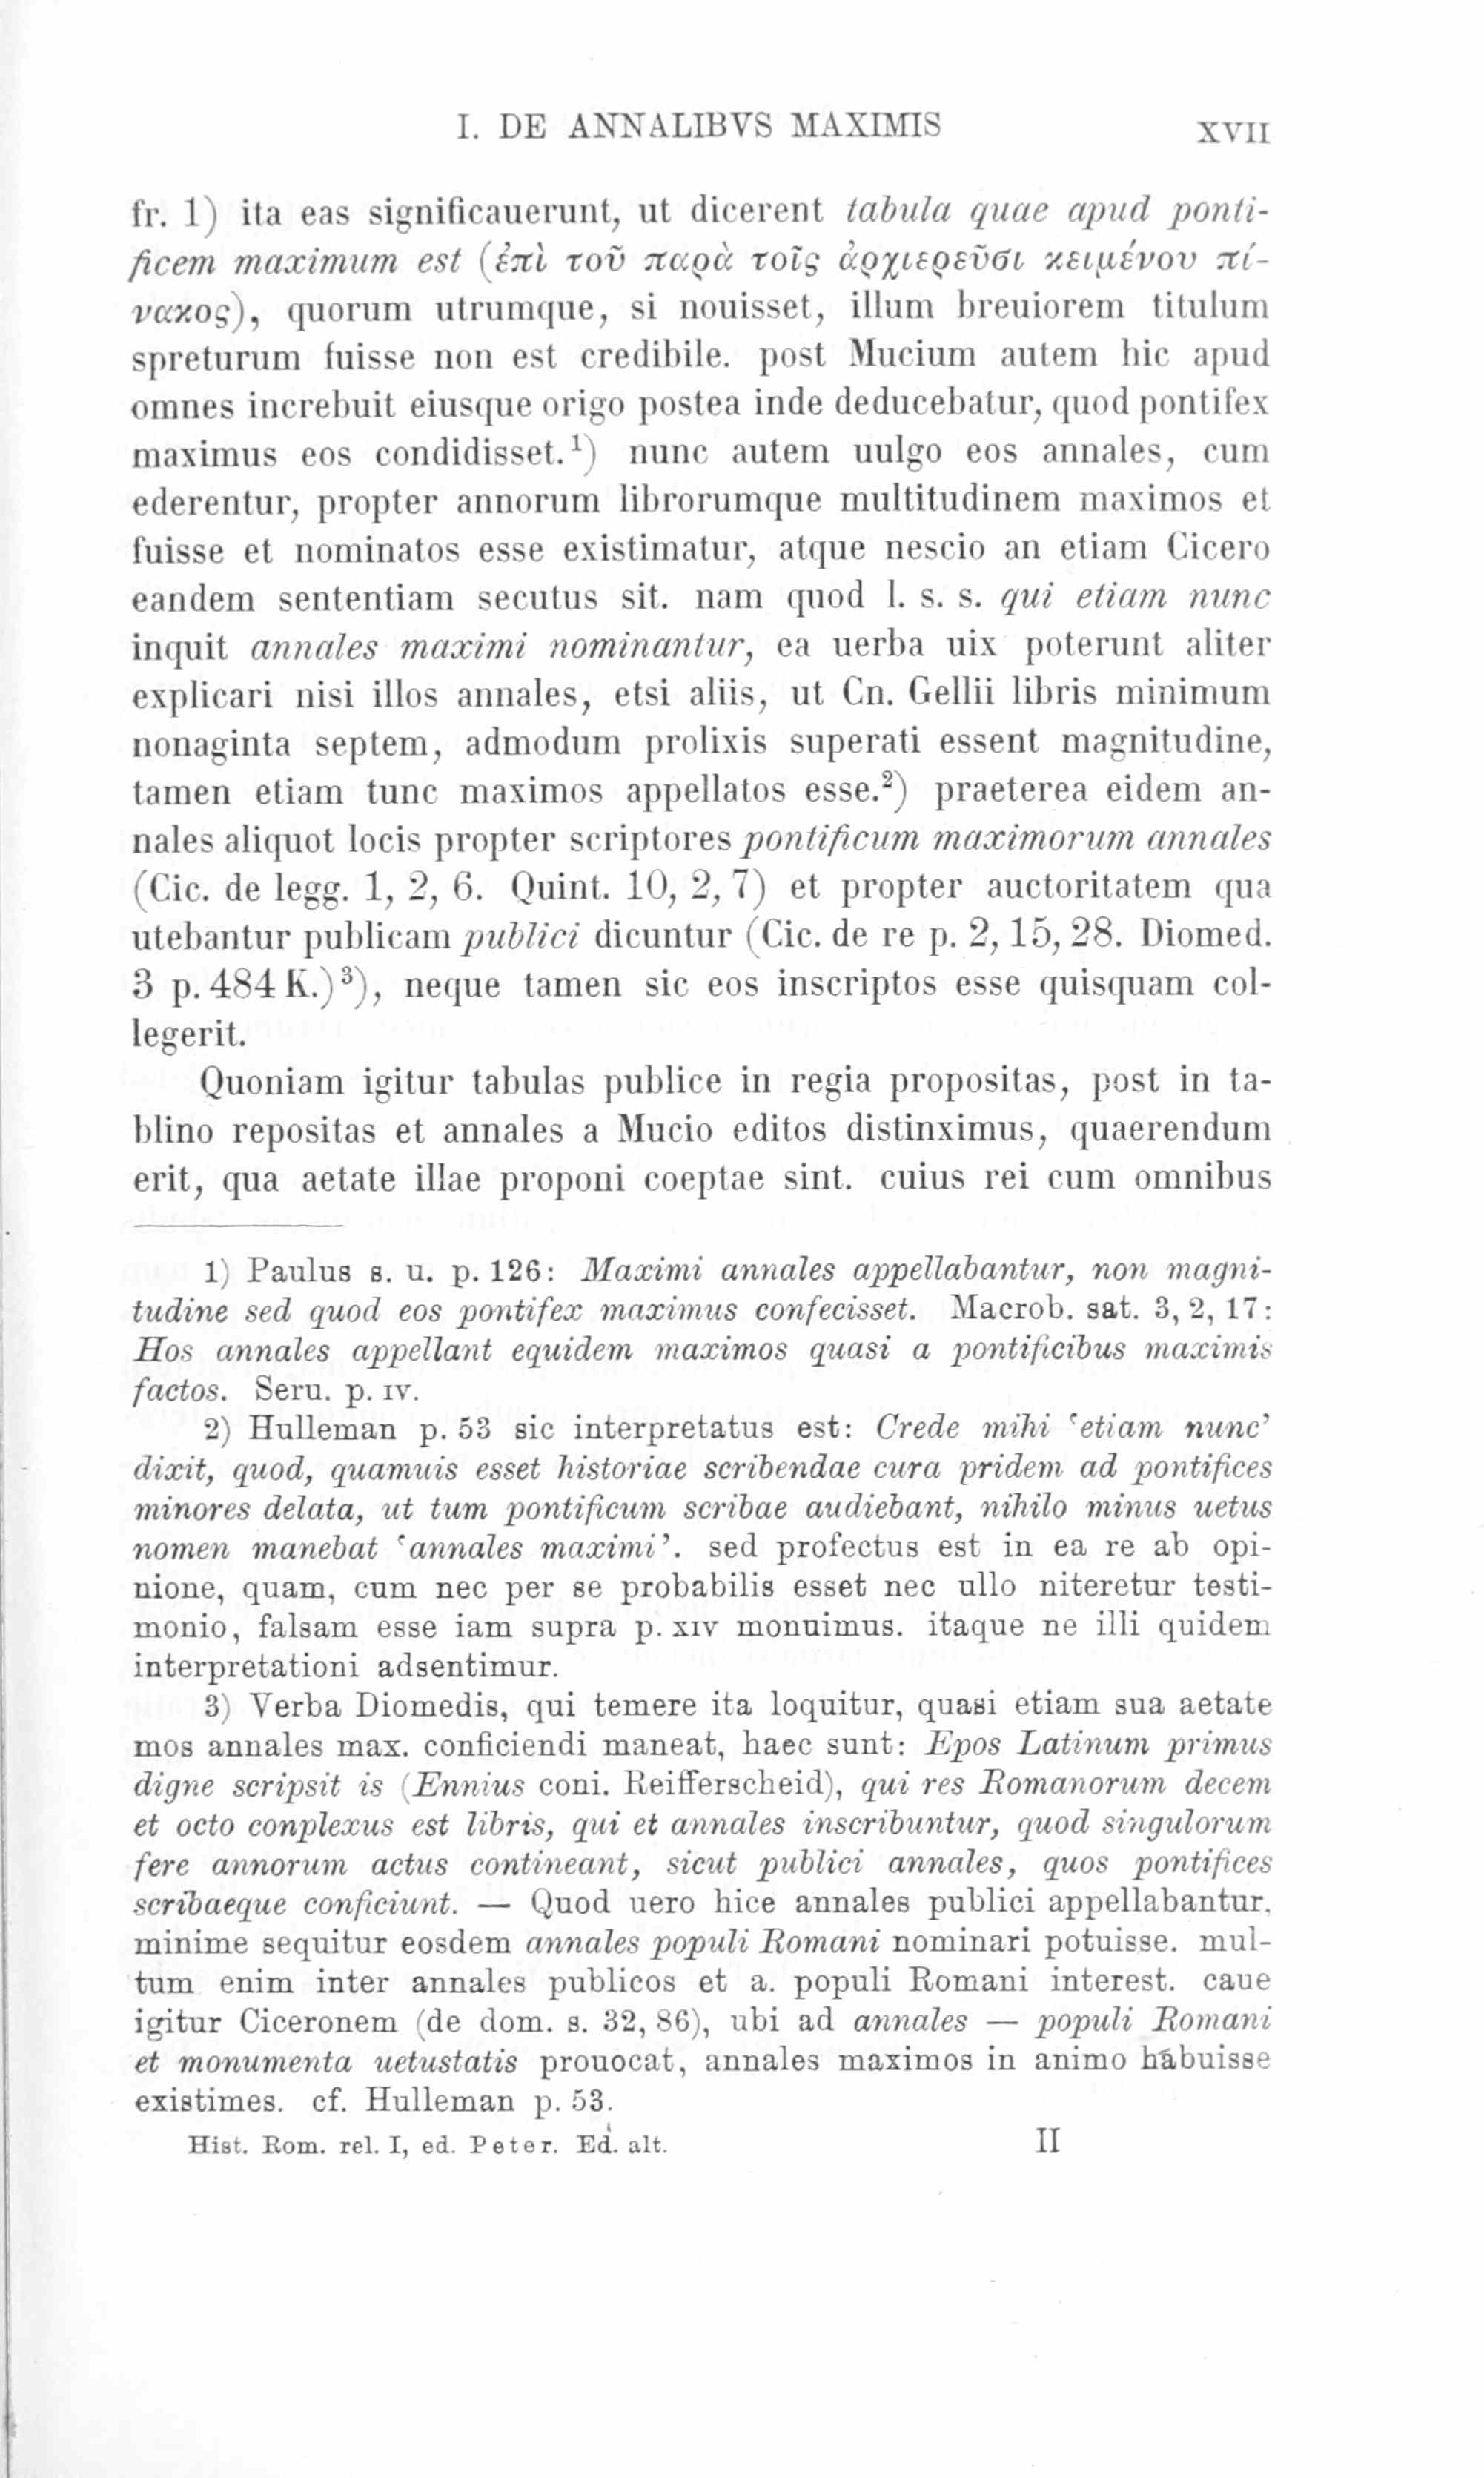 I. DE ANNALIBVS MAXIMIS XVII
fr. 1) ita eas significauerunt, ut dicerent tabula quae apud ponti-
ficem maximum est (ἐπὶ τοῦ παρὰ τοῖς ἀρχιερεῦσι κειμένου πί-
νακος), quorum utrumque, si nouisset, illum breuiorem titulum
spreturum fuisse non est credibile. post Mucium autem hic apud
omnes increbuit eiusque origo postea inde deducebatur, quod pontifex
maximus eos condidisset.¹) nunc autem uulgo eos annales, cum
ederentur, propter annorum librorumque multitudinem maximos et
fuisse et nominatos esse existimatur, atque nescio an etiam Cicero
eandem sententiam secutus sit. nam quod l. s. s. qui etiam nunc
inquit annales maximi nominantur, ea uerba uix poterunt aliter
explicari nisi illos annales, etsi aliis, ut Cn. Gellii libris minimum
nonaginta septem, admodum prolixis superati essent magnitudine,
tamen etiam tunc maximos appellatos esse.²) praeterea eidem an-
nales aliquot locis propter scriptores pontificum maximorum annales
(Cic. de legg. 1, 2, 6. Quint. 10, 2, 7) et propter auctoritatem qua
utebantur publicam publici dicuntur (Cic. de re p. 2, 15, 28. Diomed.
3 p. 484 K.)³), neque tamen sic eos inscriptos esse quisquam col-
legerit.
Quoniam igitur tabulas publice in regia propositas, post in ta-
blino repositas et annales a Mucio editos distinximus, quaerendum
erit, qua aetate illae proponi coeptae sint. cuius rei cum omnibus
1) Paulus s. u. p. 126: Maximi annales appellabantur, non magni-
tudine sed quod eos pontifex maximus confecisset. Macrob. sat. 3, 2, 17:
Hos annales appellant equidem maximos quasi a pontificibus maximis
factos. Seru. p. IV.
2) Hulleman p. 53 sic interpretatus est: Crede mihi ‘etiam nunc’
dixit, quod, quamuis esset historiae scribendae cura pridem ad pontifices
minores delata, ut tum pontificum scribae audiebant, nihilo minus uetus
nomen manebat ‘annales maximi’. sed profectus est in ea re ab opi-
nione, quam, cum nec per se probabilis esset nec ullo niteretur testi-
monio, falsam esse iam supra p. XIV monuimus. itaque ne illi quidem
interpretationi adsentimur.
3) Verba Diomedis, qui temere ita loquitur, quasi etiam sua aetate
mos annales max. conficiendi maneat, haec sunt: Epos Latinum primus
digne scripsit is (Ennius coni. Reifferscheid), qui res Romanorum decem
et octo conplexus est libris, qui et annales inscribuntur, quod singulorum
fere annorum actus contineant, sicut publici annales, quos pontifices
scribaeque conficiunt. — Quod uero hice annales publici appellabantur,
minime sequitur eosdem annales populi Romani nominari potuisse. mul-
tum enim inter annales publicos et a. populi Romani interest. caue
igitur Ciceronem (de dom. s. 32, 86), ubi ad annales — populi Romani
et monumenta uetustatis prouocat, annales maximos in animo habuisse
existimes. cf. Hulleman p. 53.
Hist. Rom. rel. I, ed. Peter. Ed. alt. II